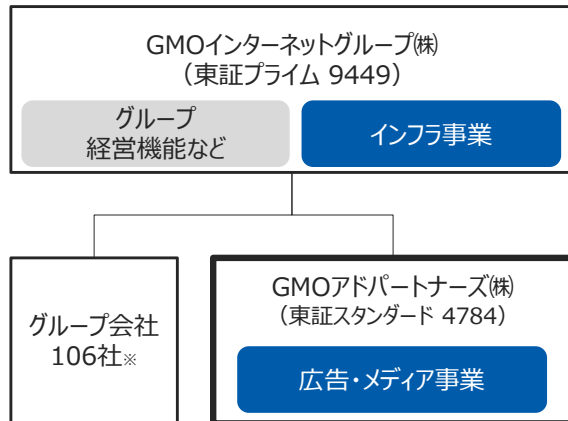 GMOインターネットグループ㈱
（東証プライム 9449）
グループ
経営機能など
インフラ事業
グループ会社
106社※
GMOアドパートナーズ㈱
（東証スタンダード 4784）
広告・メディア事業